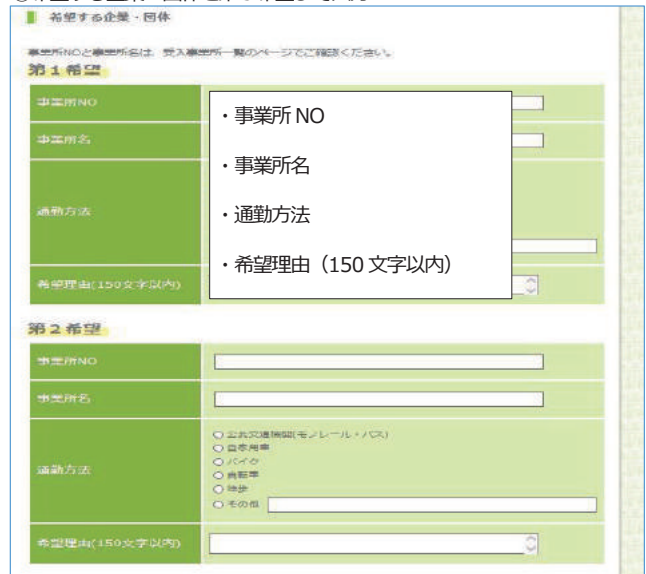 希望する企業・団体
事業所NOと事業所名は、受入事業所一覧のページでご確認ください。
第1希望
事業所NO
・事業所 NO
事業所名
・事業所名
通勤方法
・通勤方法
希望理由(150文字以内)
・希望理由（150 文字以内）
第2希望
事業所NO
事業所名
通勤方法
公共交通機関(モノレール・バス)
自家用車
バイク
自転車
徒歩
その他
希望理由(150文字以内)